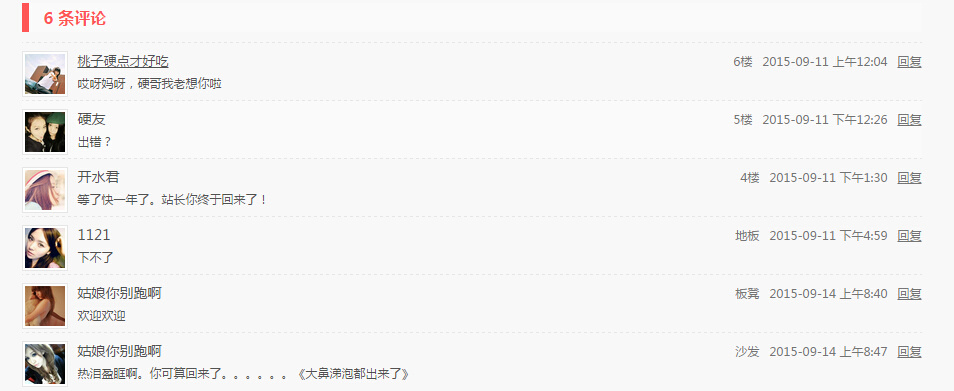 6 条评论
桃子硬点才好吃 6楼 2015-09-11 上午12:04 回复
哎呀妈呀，硬哥我老想你啦
硬友 5楼 2015-09-11 下午12:26 回复
出错？
开水君 4楼 2015-09-11 下午1:30 回复
等了快一年了。站长你终于回来了！
1121 地板 2015-09-11 下午4:59 回复
下不了
姑娘你别跑啊 板凳 2015-09-14 上午8:40 回复
欢迎欢迎
姑娘你别跑啊 沙发 2015-09-14 上午8:47 回复
热泪盈眶啊。你可算回来了。。。。。。《大鼻涕泡都出来了》